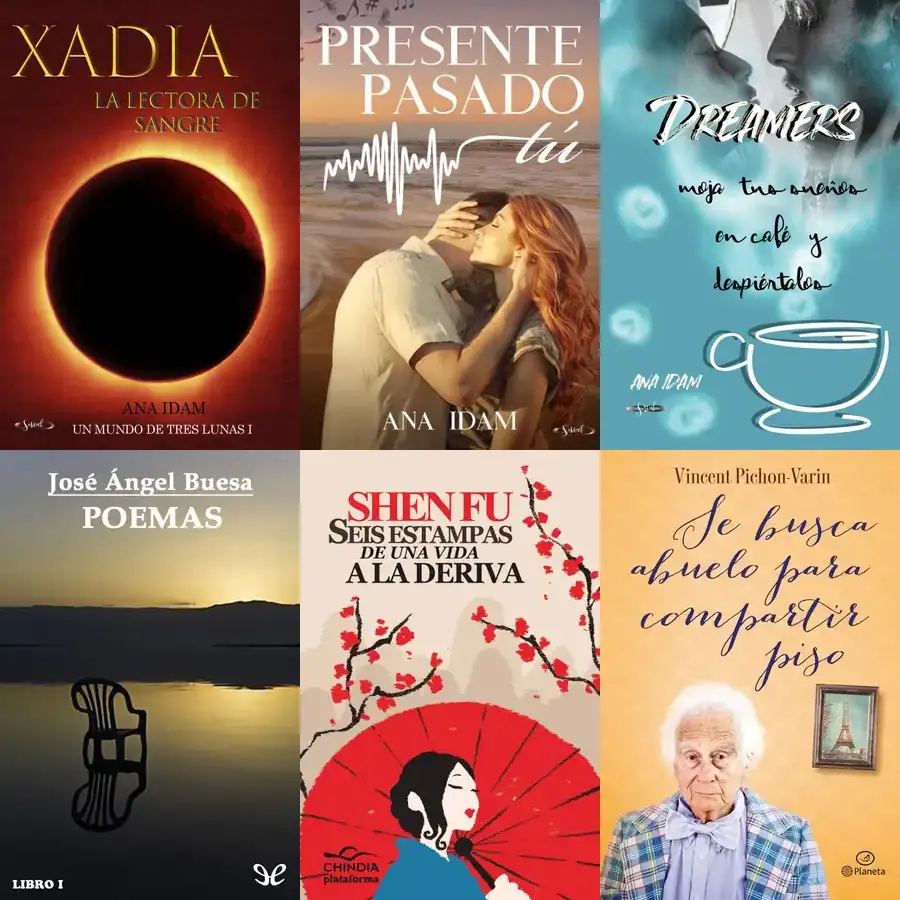 XADIA
LA LECTORA DE
SANGRE
ANA IDAM
UN MUNDO DE TRES LUNAS I
PRESENTE
PASADO
tú
ANA IDAM
DREAMERS
moja tus sueños
en café y
despiértalos
ANA IDAM
José Ángel Buesa
POEMAS
LIBRO I
SHEN FU
SEIS ESTAMPAS
DE UNA VIDA
A LA DERIVA
CHINDIA
plataforma
Vincent Pichon-Varin
Se busca
abuelo para
compartir
piso
Planeta